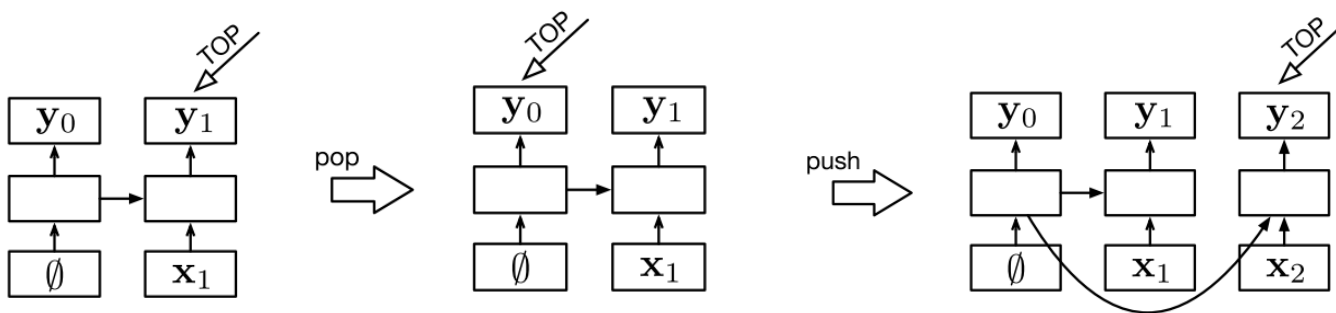 TOP
y₀ y₁
∅ x₁
pop
TOP
y₀ y₁
∅ x₁
push
TOP
y₀ y₁ y₂
∅ x₁ x₂